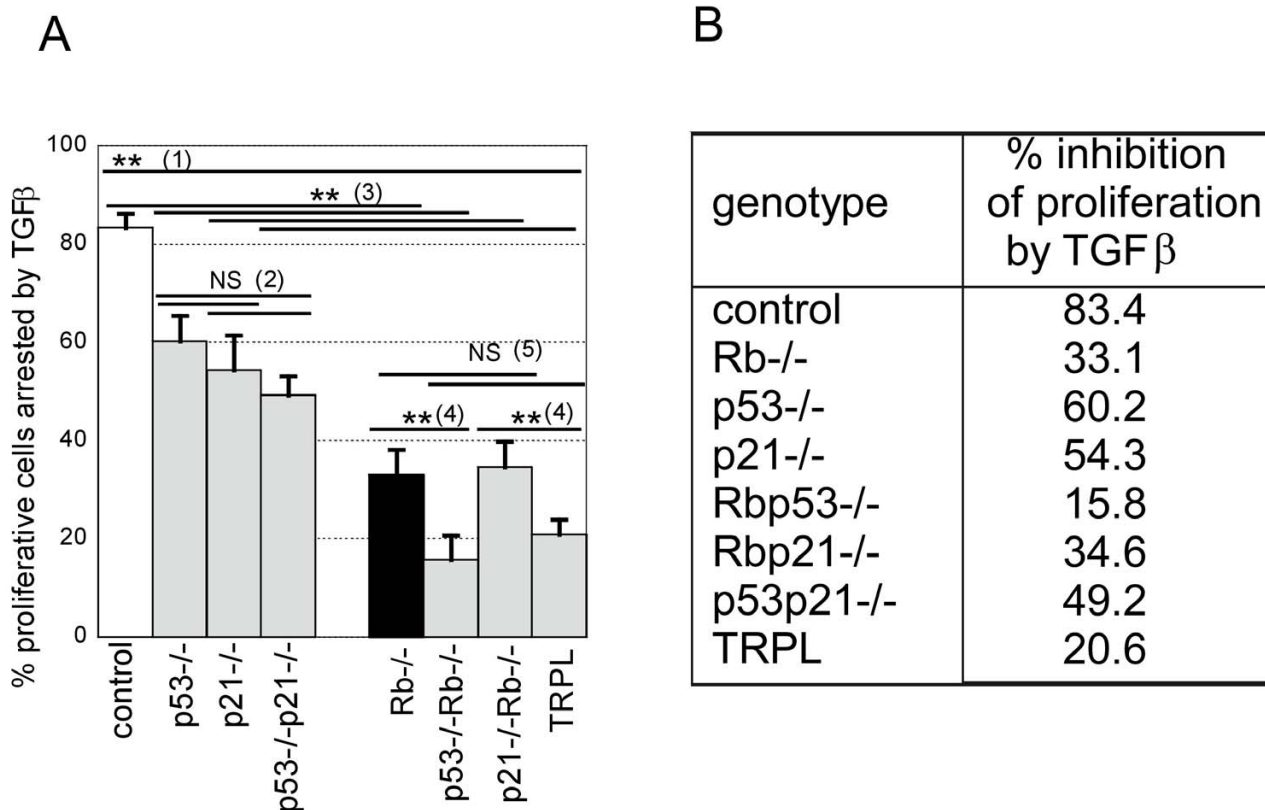 A
% proliferative cells arrested by TGFβ
100
80
60
40
20
0
** (1)
** (3)
NS (2)
NS (5)
** (4)
** (4)
control
p53-/-
p21-/-
p53-/-p21-/-
Rb-/-
p53-/-Rb-/-
p21-/-Rb-/-
TRPL
B
genotype
% inhibition
of proliferation
by TGFβ
control 83.4
Rb-/- 33.1
p53-/- 60.2
p21-/- 54.3
Rbp53-/- 15.8
Rbp21-/- 34.6
p53p21-/- 49.2
TRPL 20.6